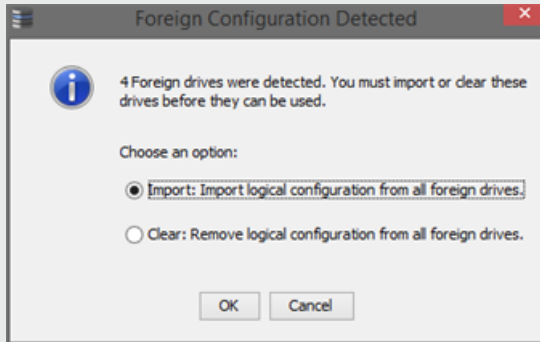 Foreign Configuration Detected
4 Foreign drives were detected. You must import or clear these
drives before they can be used.
Choose an option:
Import: Import logical configuration from all foreign drives.
Clear: Remove logical configuration from all foreign drives.
OK Cancel